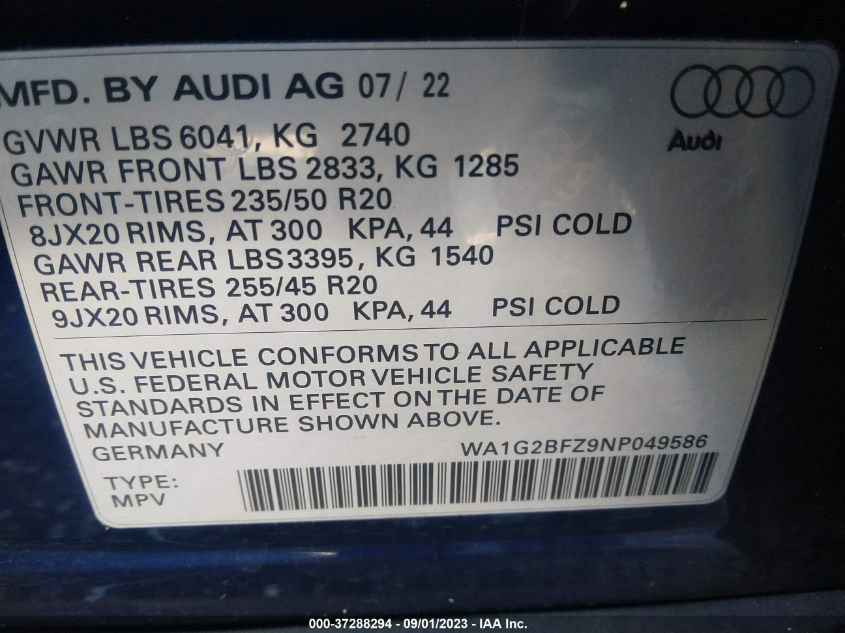 MFD. BY AUDI AG 07/ 22
Audi
GVWR LBS 6041, KG 2740
GAWR FRONT LBS 2833, KG 1285
FRONT-TIRES 235/50 R20
8JX20 RIMS, AT 300 KPA, 44 PSI COLD
GAWR REAR LBS 3395, KG 1540
REAR-TIRES 255/45 R20
9JX20 RIMS, AT 300 KPA, 44 PSI COLD
THIS VEHICLE CONFORMS TO ALL APPLICABLE
U.S. FEDERAL MOTOR VEHICLE SAFETY
STANDARDS IN EFFECT ON THE DATE OF
MANUFACTURE SHOWN ABOVE.
GERMANY WA1G2BFZ9NP049586
TYPE:
MPV
000-37288294 - 09/01/2023 - WA - IAA Inc.